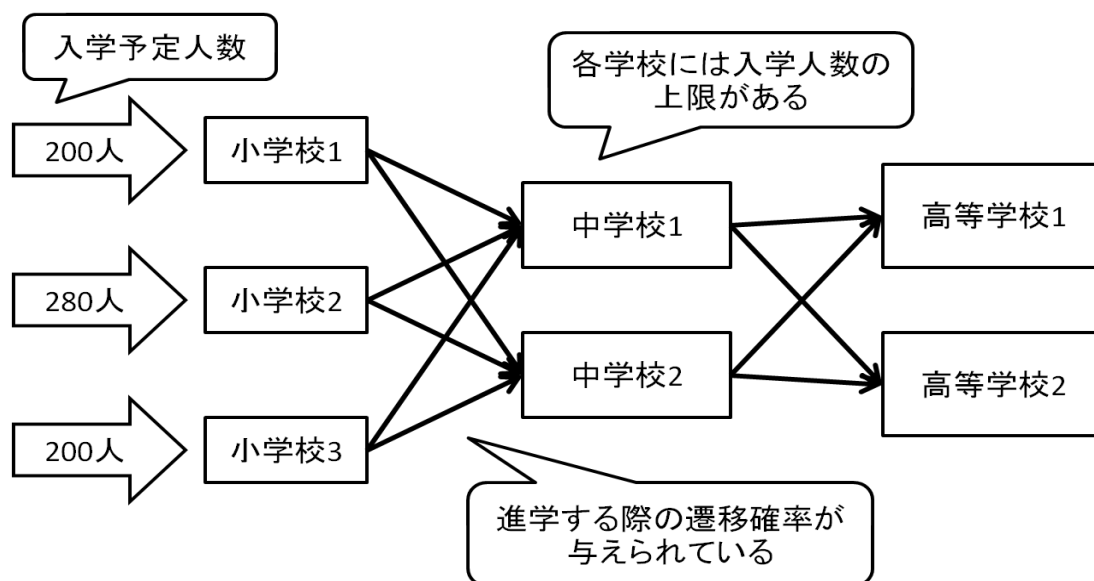 入学予定人数
各学校には入学人数の
上限がある
200人
小学校1
中学校1
高等学校1
280人
小学校2
中学校2
高等学校2
200人
小学校3
進学する際の遷移確率が
与えられている